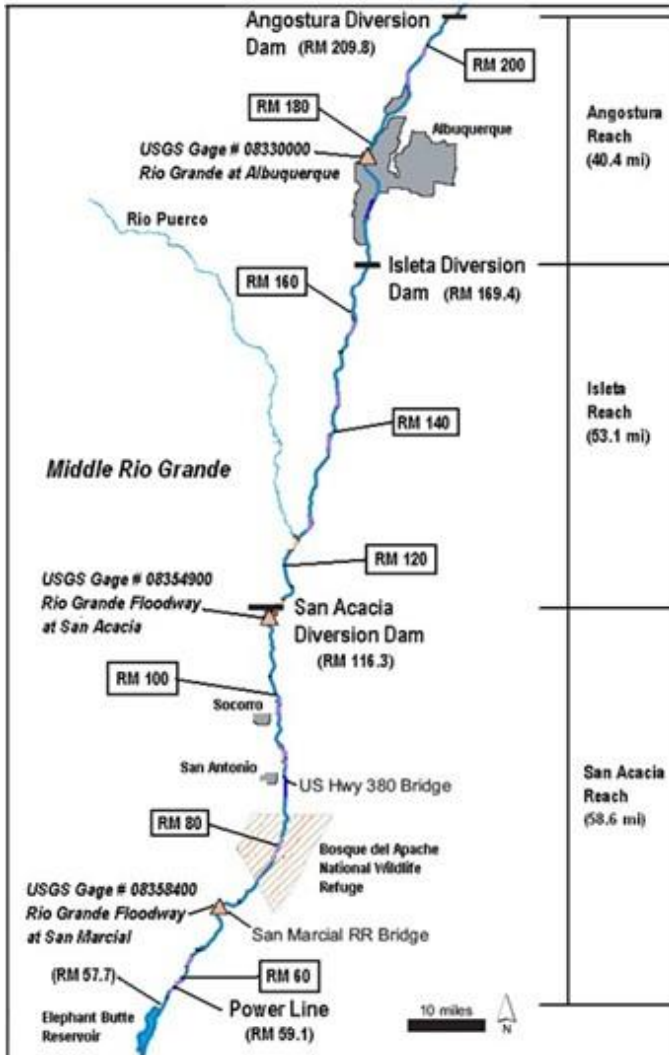 Angostura Diversion
Dam (RM 209.8)
RM 200
RM 180
Albuquerque
Angostura
Reach
(40.4 mi)
USGS Gage # 08330000
Rio Grande at Albuquerque
Rio Puerco
Isleta Diversion
Dam (RM 169.4)
RM 160
Isleta
Reach
(53.1 mi)
RM 140
Middle Rio Grande
RM 120
USGS Gage # 08354900
Rio Grande Floodway
at San Acacia
San Acacia
Diversion Dam
(RM 116.3)
RM 100
Socorro
San Antonio
US Hwy 380 Bridge
San Acacia
Reach
(58.6 mi)
RM 80
Bosque del Apache
National Wildlife
Refuge
USGS Gage # 08358400
Rio Grande Floodway
at San Marcial
San Marcial RR Bridge
(RM 57.7)
RM 60
Power Line
(RM 59.1)
Elephant Butte
Reservoir
10 miles
N